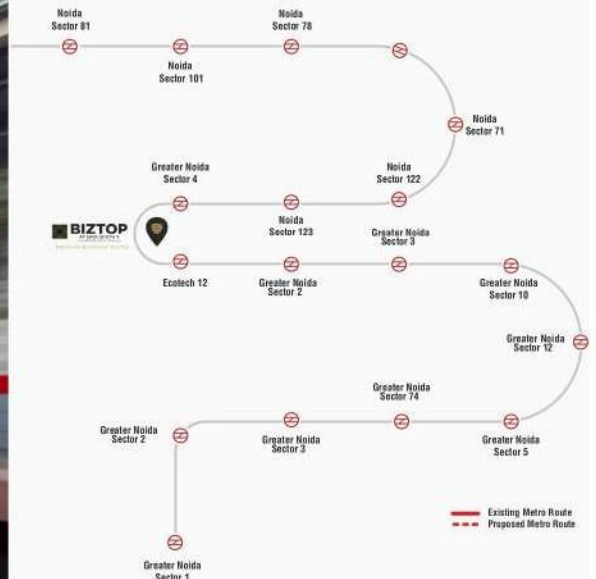 Noida
Sector 81
Noida
Sector 78
Noida
Sector 101
Noida
Sector 71
Greater Noida
Sector 4
Noida
Sector 122
Noida
Sector 123
Greater Noida
Sector 3
BIZTOP
Ecotech 12
Greater Noida
Sector 2
Greater Noida
Sector 10
Greater Noida
Sector 12
Greater Noida
Sector 74
Greater Noida
Sector 2
Greater Noida
Sector 3
Greater Noida
Sector 5
Existing Metro Route
Proposed Metro Route
Greater Noida
Sector 1